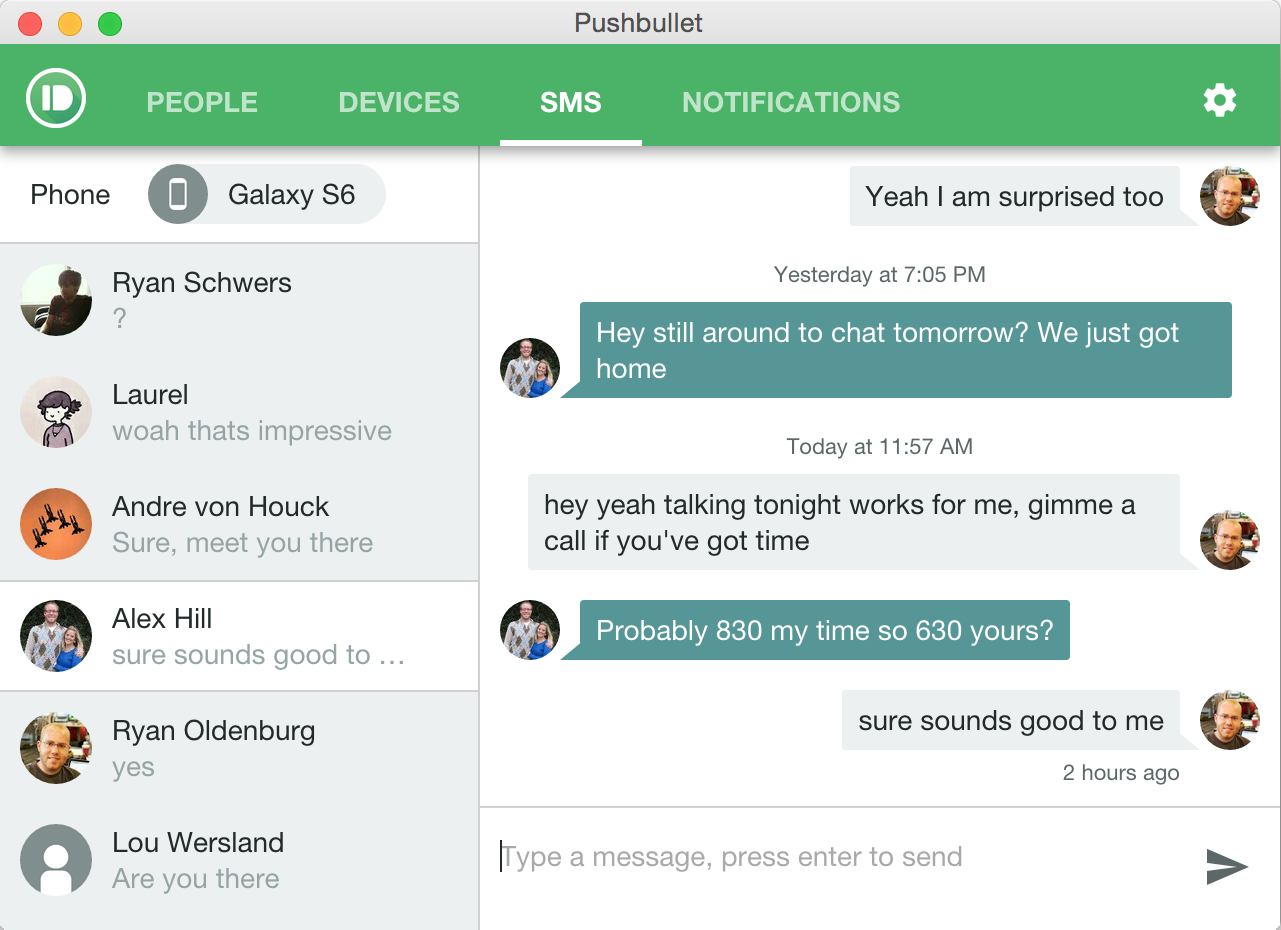 Pushbullet
PEOPLE
DEVICES
SMS
NOTIFICATIONS
Phone
Galaxy S6
Ryan Schwers
?
Laurel
woah thats impressive
Andre von Houck
Sure, meet you there
Alex Hill
sure sounds good to …
Ryan Oldenburg
yes
Lou Wersland
Are you there
Yeah I am surprised too
Yesterday at 7:05 PM
Hey still around to chat tomorrow? We just got
home
Today at 11:57 AM
hey yeah talking tonight works for me, gimme a
call if you've got time
Probably 830 my time so 630 yours?
sure sounds good to me
2 hours ago
Type a message, press enter to send